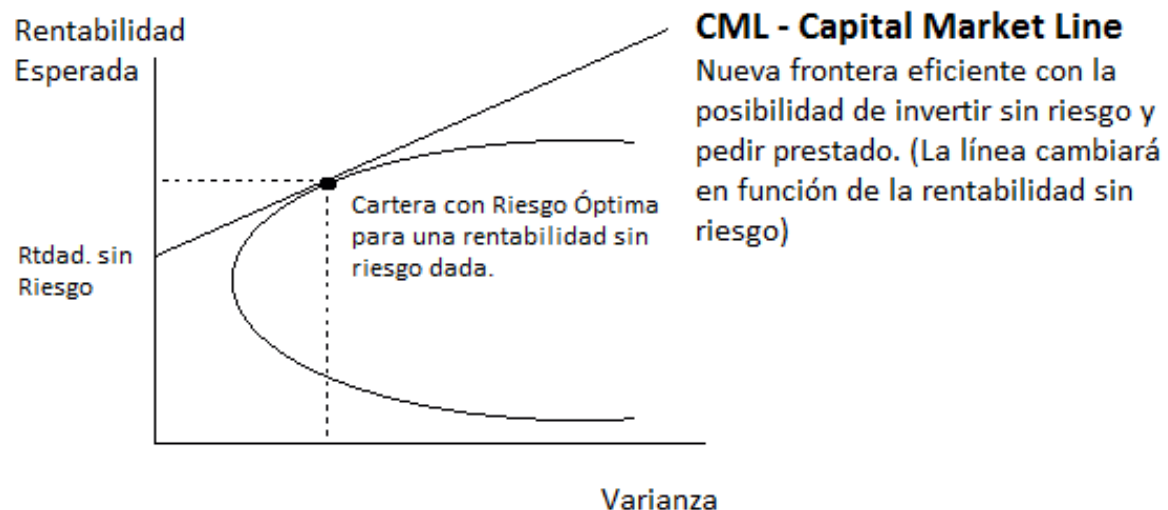 Rentabilidad
Esperada
CML - Capital Market Line
Nueva frontera eficiente con la
posibilidad de invertir sin riesgo y
pedir prestado. (La línea cambiará
en función de la rentabilidad sin
riesgo)
Cartera con Riesgo Óptima
para una rentabilidad sin
riesgo dada.
Rtdad. sin
Riesgo
Varianza